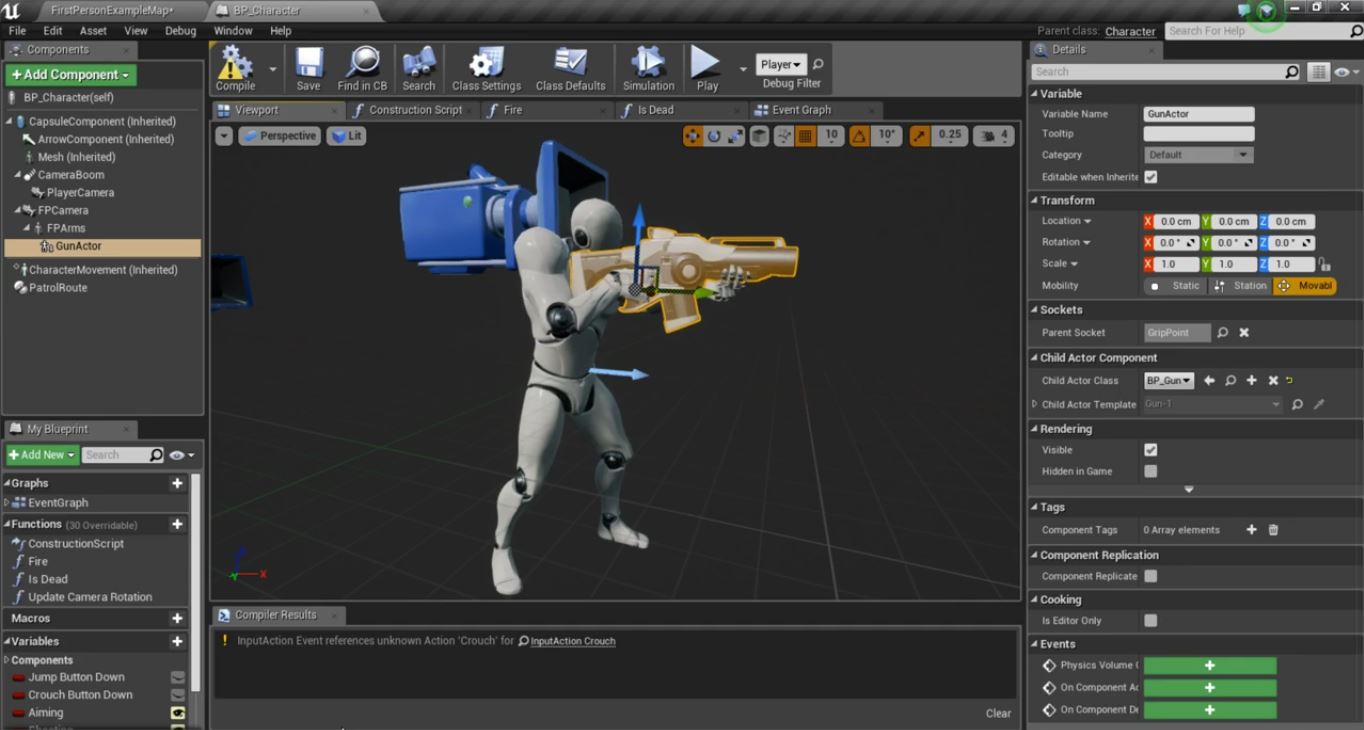 FirstPersonExampleMap*
BP_Character
File Edit Asset View Debug Window Help
Parent class: Character Search For Help
Components
+Add Component
BP_Character(self)
CapsuleComponent (Inherited)
ArrowComponent (Inherited)
Mesh (Inherited)
CameraBoom
PlayerCamera
FPCamera
FPArms
GunActor
CharacterMovement (Inherited)
PatrolRoute
My Blueprint
+Add New Search
Graphs
EventGraph
Functions (30 Overridable)
ConstructionScript
Fire
Is Dead
Update Camera Rotation
Macros
Variables
Components
Jump Button Down
Crouch Button Down
Aiming
Compile Save Find in CB Search Class Settings Class Defaults Simulation Play
Player
Debug Filter
Viewport Construction Script Fire Is Dead Event Graph
Perspective Lit 10 10° 0.25 4
X
Compiler Results
InputAction Event references unknown Action 'Crouch' for InputAction Crouch
Clear
Details
Search
Variable
Variable Name GunActor
Tooltip
Category Default
Editable when Inherite
Transform
Location X 0.0 cm Y 0.0 cm Z 0.0 cm
Rotation X 0.0 ° Y 0.0 ° Z 0.0 °
Scale X 1.0 Y 1.0 Z 1.0
Mobility Static Station Movabl
Sockets
Parent Socket GripPoint
Child Actor Component
Child Actor Class BP_Gun
Child Actor Template Gun-1
Rendering
Visible
Hidden in Game
Tags
Component Tags 0 Array elements
Component Replication
Component Replicate
Cooking
Is Editor Only
Events
Physics Volume
On Component Ac
On Component De